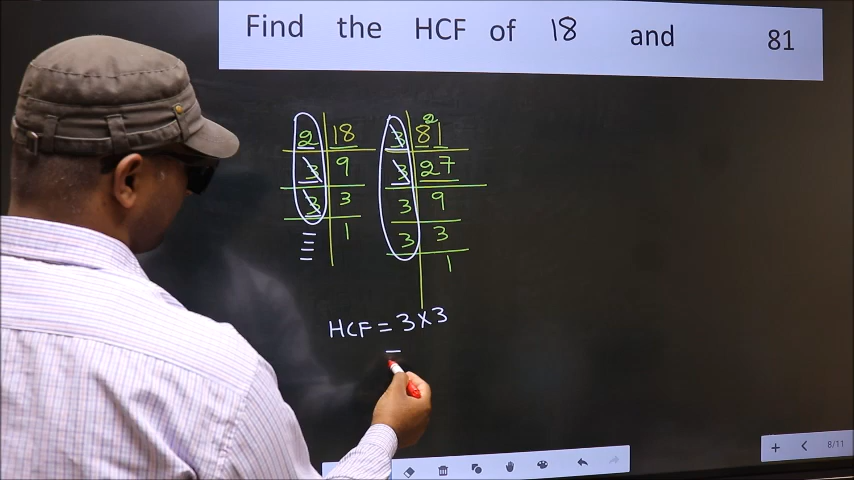 Find the HCF of 18 and 81
2 18 3 8²1
3 9 3 27
3 3 3 9
1 3 3
1
HCF = 3 X 3
=
8/11